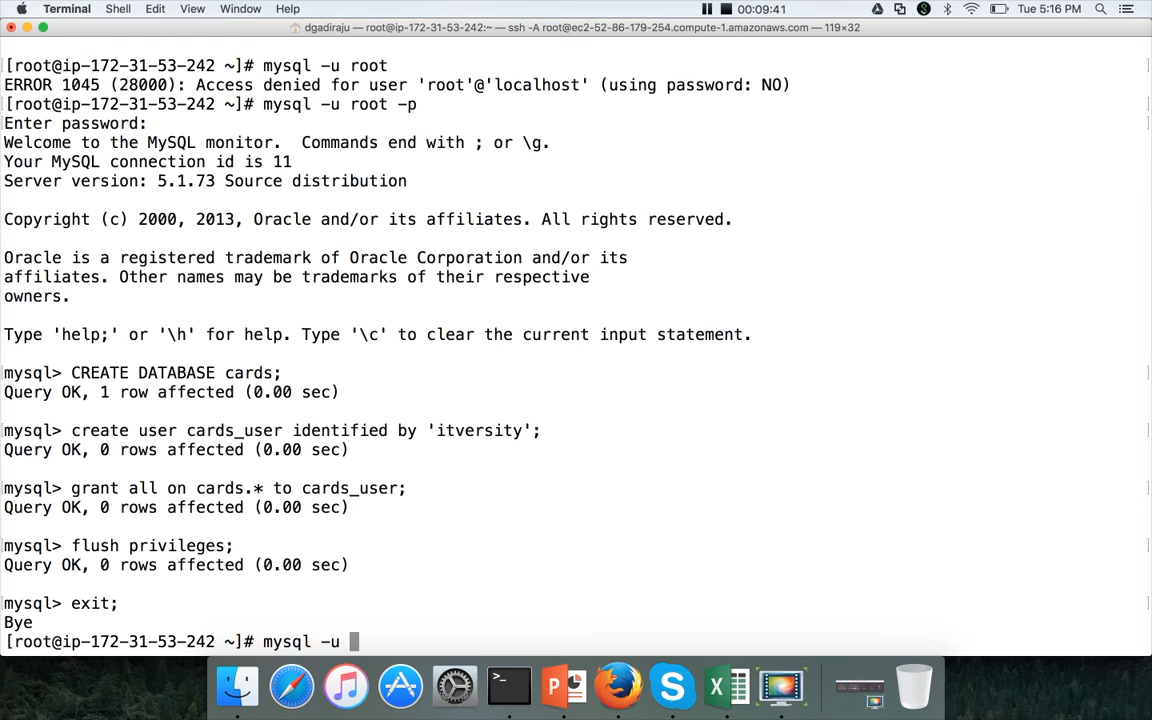 Terminal Shell Edit View Window Help 00:09:41 Tue 5:16 PM
dgadiraju — root@ip-172-31-53-242:~ — ssh -A root@ec2-52-86-179-254.compute-1.amazonaws.com — 119×32
[root@ip-172-31-53-242 ~]# mysql -u root
ERROR 1045 (28000): Access denied for user 'root'@'localhost' (using password: NO)
[root@ip-172-31-53-242 ~]# mysql -u root -p
Enter password:
Welcome to the MySQL monitor.  Commands end with ; or \g.
Your MySQL connection id is 11
Server version: 5.1.73 Source distribution
Copyright (c) 2000, 2013, Oracle and/or its affiliates. All rights reserved.
Oracle is a registered trademark of Oracle Corporation and/or its
affiliates. Other names may be trademarks of their respective
owners.
Type 'help;' or '\h' for help. Type '\c' to clear the current input statement.
mysql> CREATE DATABASE cards;
Query OK, 1 row affected (0.00 sec)
mysql> create user cards_user identified by 'itversity';
Query OK, 0 rows affected (0.00 sec)
mysql> grant all on cards.* to cards_user;
Query OK, 0 rows affected (0.00 sec)
mysql> flush privileges;
Query OK, 0 rows affected (0.00 sec)
mysql> exit;
Bye
[root@ip-172-31-53-242 ~]# mysql -u